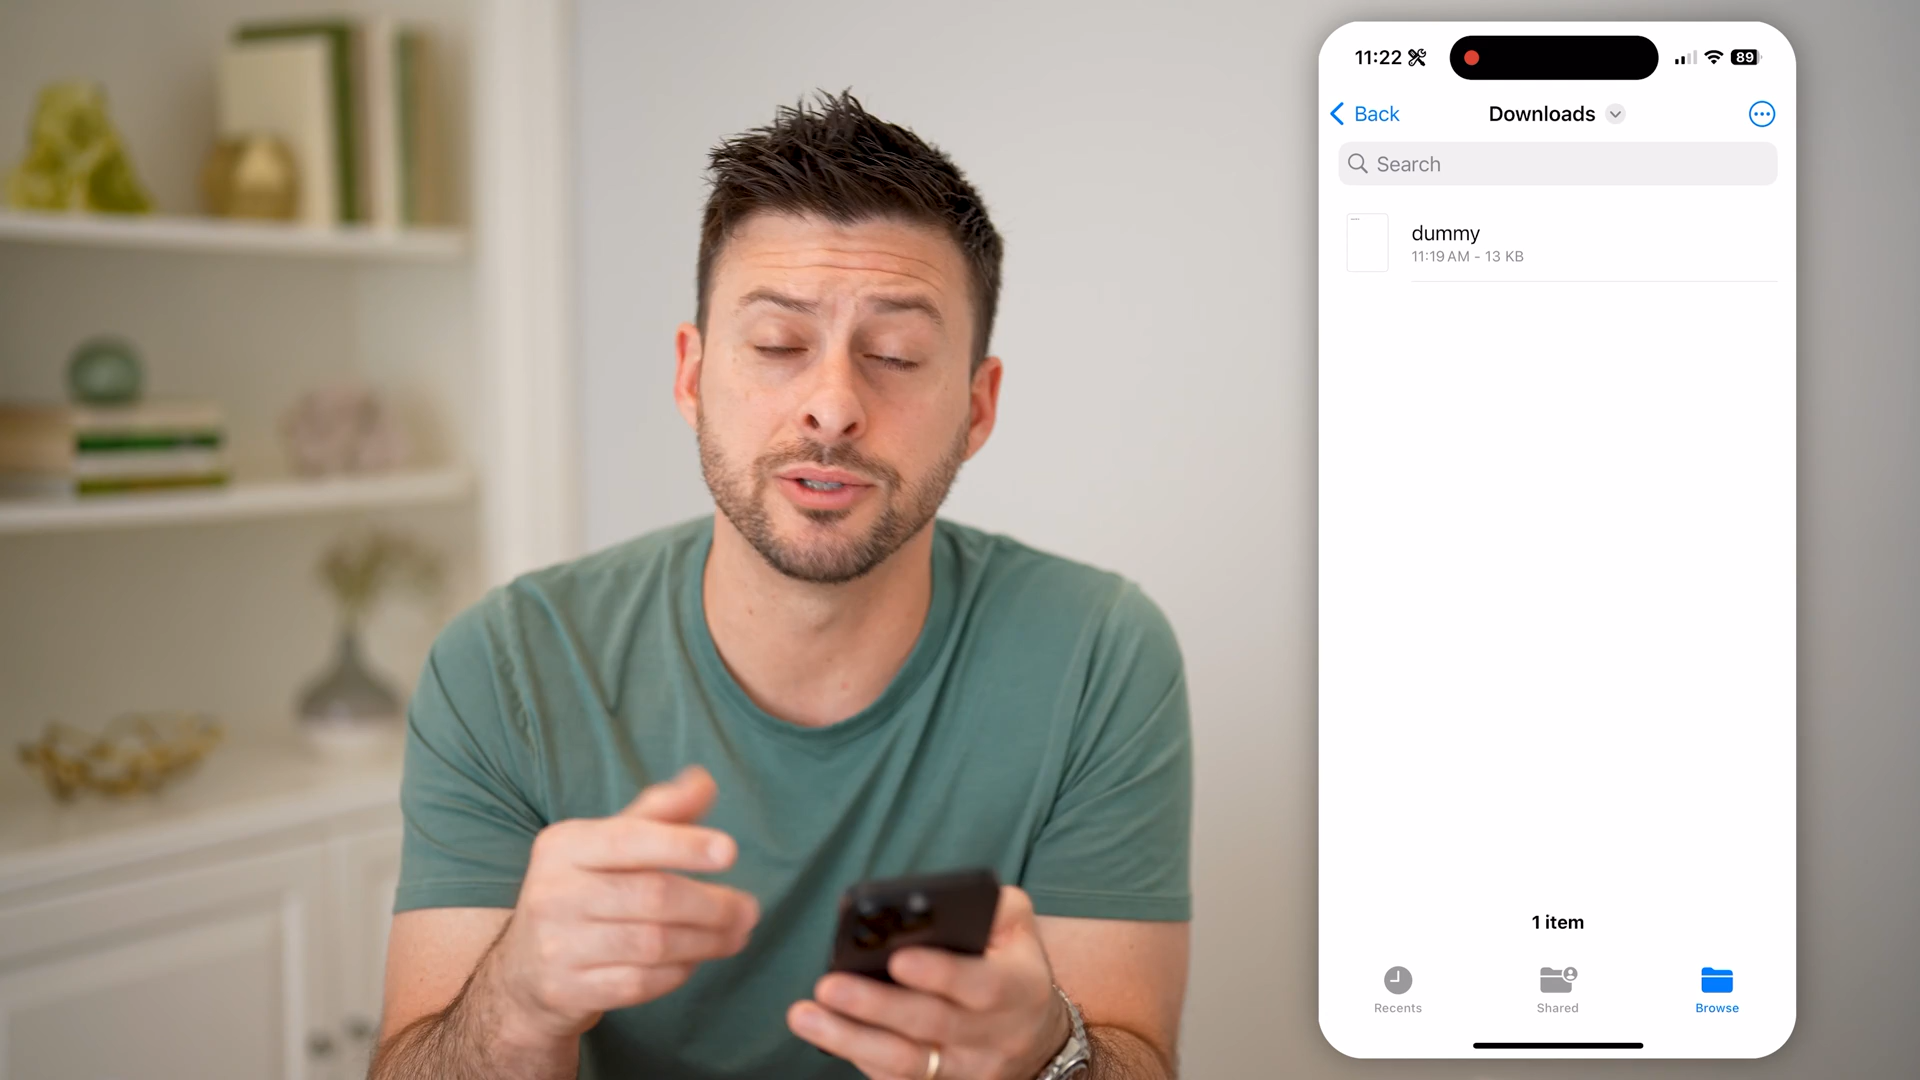 11:22
89
Back
Downloads
Search
dummy
11:19 AM - 13 KB
1 item
Recents
Shared
Browse